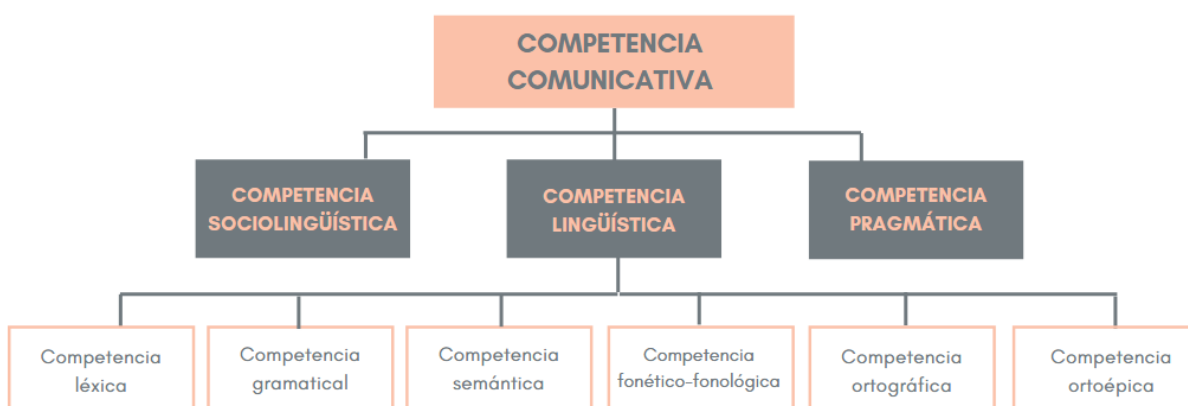 COMPETENCIA
COMUNICATIVA
COMPETENCIA
SOCIOLINGÜÍSTICA
COMPETENCIA
LINGÜÍSTICA
COMPETENCIA
PRAGMÁTICA
Competencia
léxica
Competencia
gramatical
Competencia
semántica
Competencia
fonético-fonológica
Competencia
ortográfica
Competencia
ortoépica